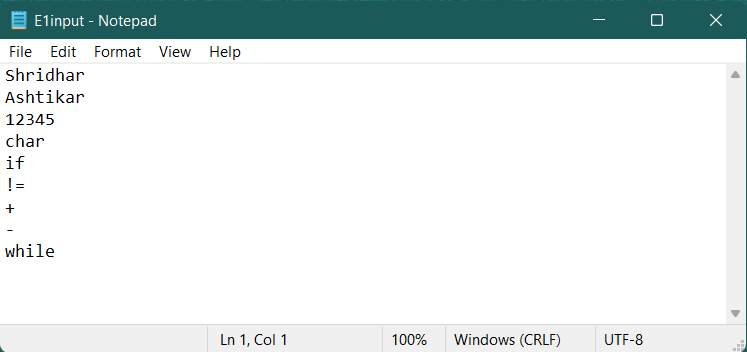 E1input - Notepad
File Edit Format View Help
Shridhar
Ashtikar
12345
char
if
!=
+
-
while
Ln 1, Col 1 100% Windows (CRLF) UTF-8